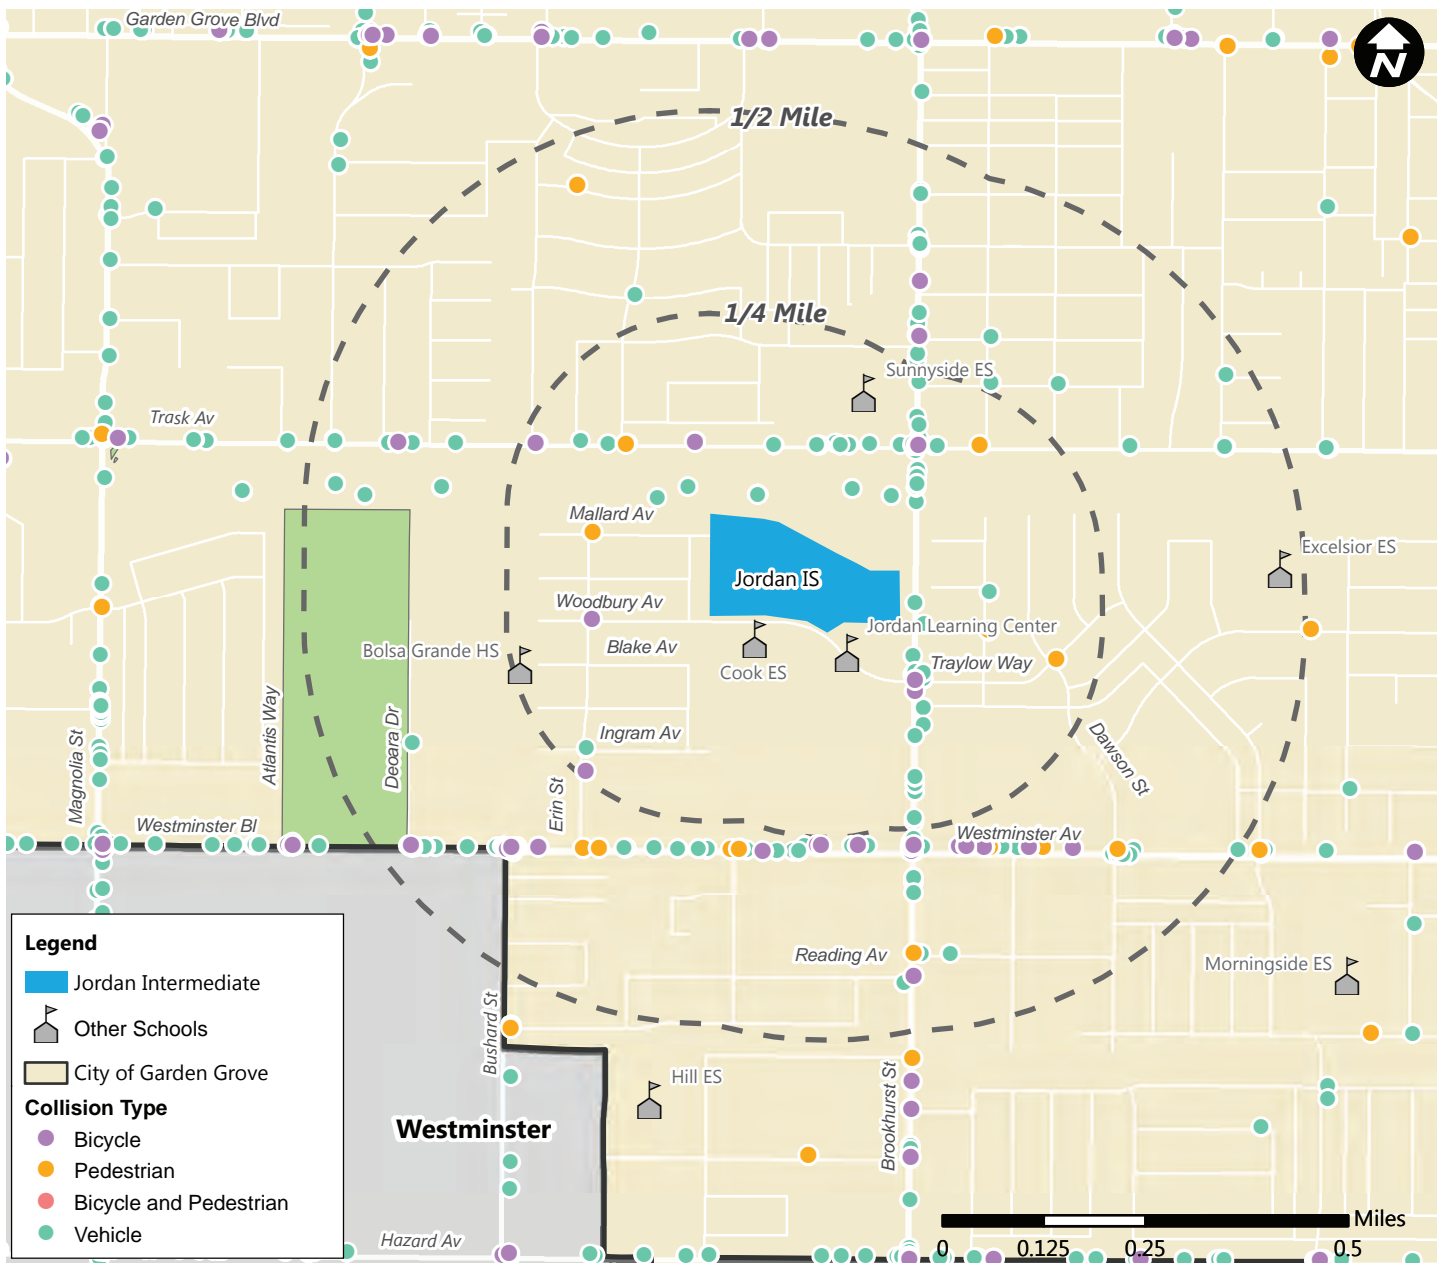 Garden Grove Blvd
N
1/2 Mile
1/4 Mile
Sunnyside ES
Trask Av
Mallard Av
Excelsior ES
Jordan IS
Woodbury Av
Jordan Learning Center
Bolsa Grande HS
Blake Av
Cook ES
Traylow Way
Ingram Av
Atlantis Way
Deoara Dr
Magnolia St
Dawson St
Erin St
Westminster Bl
Westminster Av
Legend
Jordan Intermediate
Other Schools
City of Garden Grove
Collision Type
Bicycle
Pedestrian
Bicycle and Pedestrian
Vehicle
Reading Av
Morningside ES
Bushard St
Hill ES
Brookhurst St
Westminster
Hazard Av
Miles
0 0.125 0.25 0.5